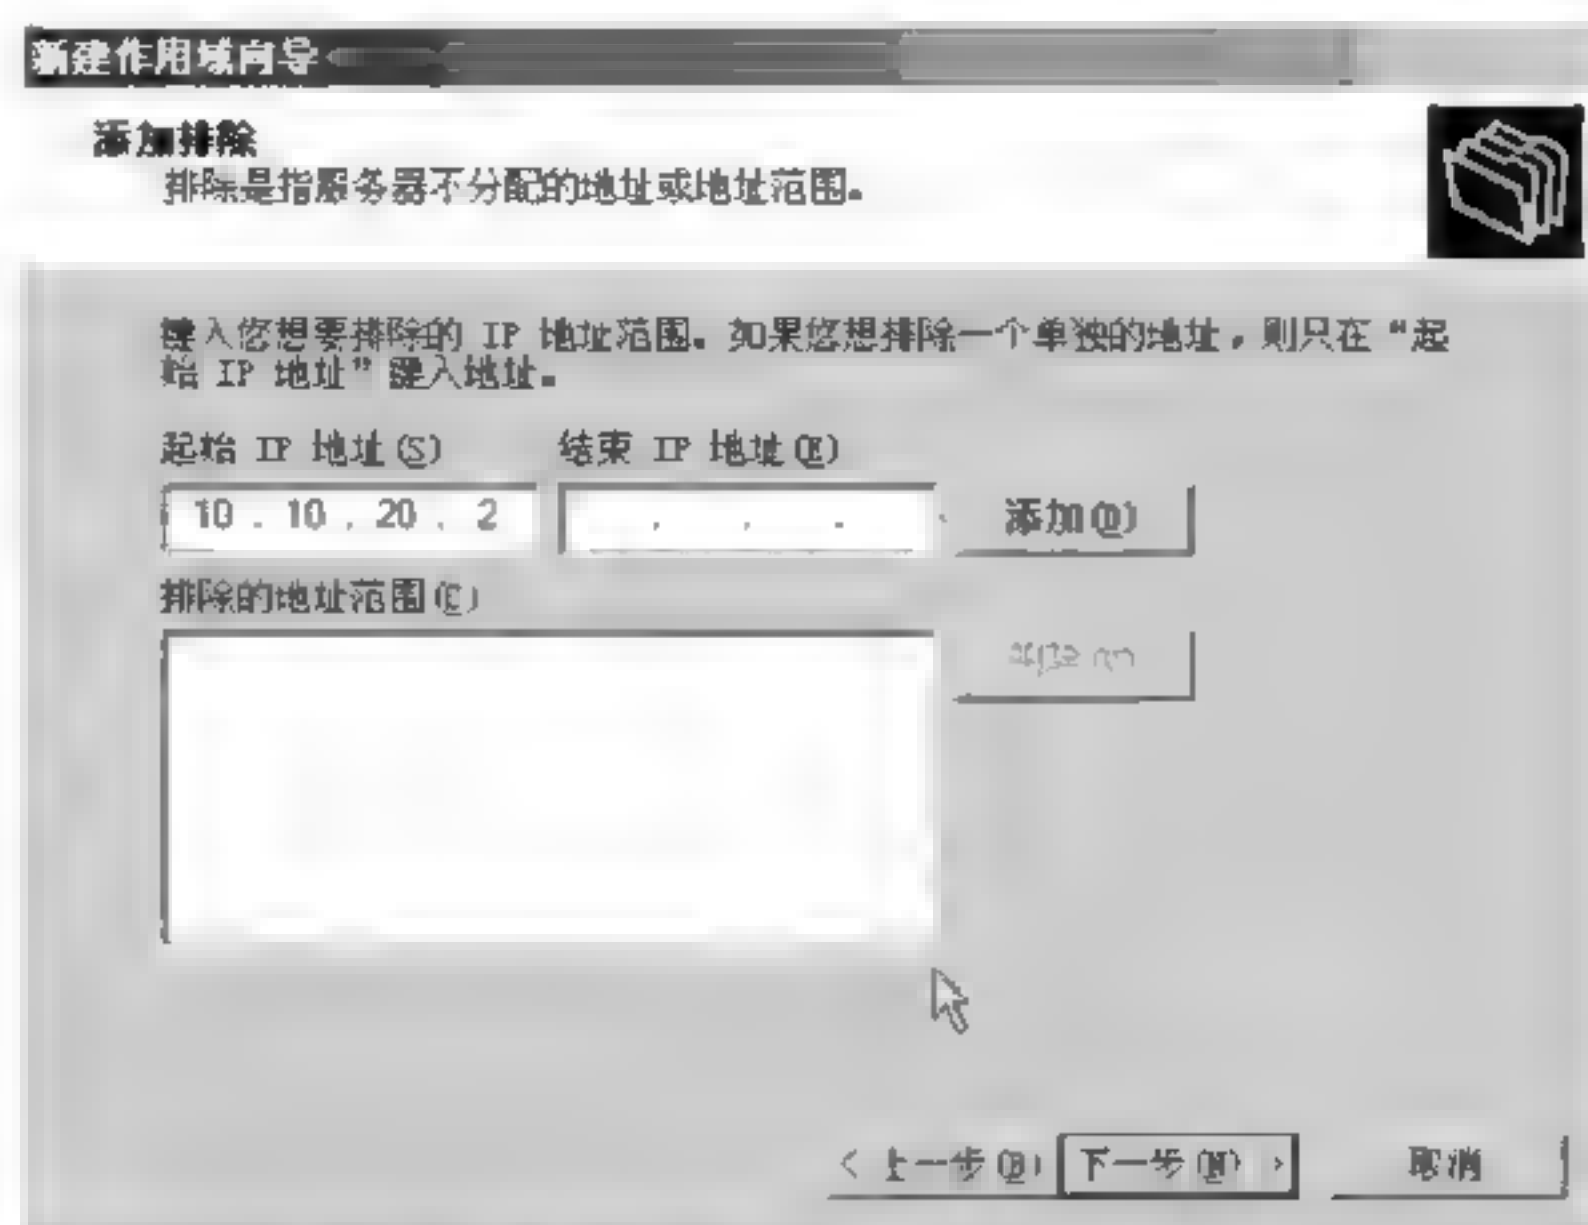 新建作用域向导
添加排除
排除是指服务器不分配的地址或地址范围。
键入您想要排除的 IP 地址范围。如果您想排除一个单独的地址，则只在“起
始 IP 地址”键入地址。
起始 IP 地址(S) 结束 IP 地址(E)
10 . 10 . 20 . 2 . . . 添加(D)
排除的地址范围(C)
< 上一步(B) 下一步(N) > 取消